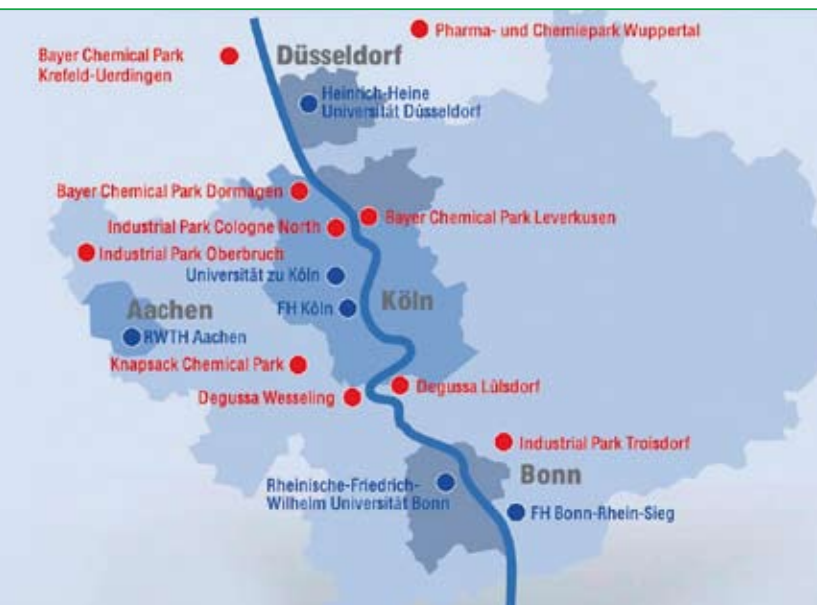 Pharma- und Chemiepark Wuppertal
Bayer Chemical Park
Krefeld-Uerdingen
Düsseldorf
Heinrich-Heine
Universität Düsseldorf
Bayer Chemical Park Dormagen
Bayer Chemical Park Leverkusen
Industrial Park Cologne North
Industrial Park Oberbruch
Universität zu Köln
Köln
Aachen
FH Köln
RWTH Aachen
Knapsack Chemical Park
Degussa Lülsdorf
Degussa Wesseling
Industrial Park Troisdorf
Bonn
Rheinische-Friedrich-
Wilhelm Universität Bonn
FH Bonn-Rhein-Sieg